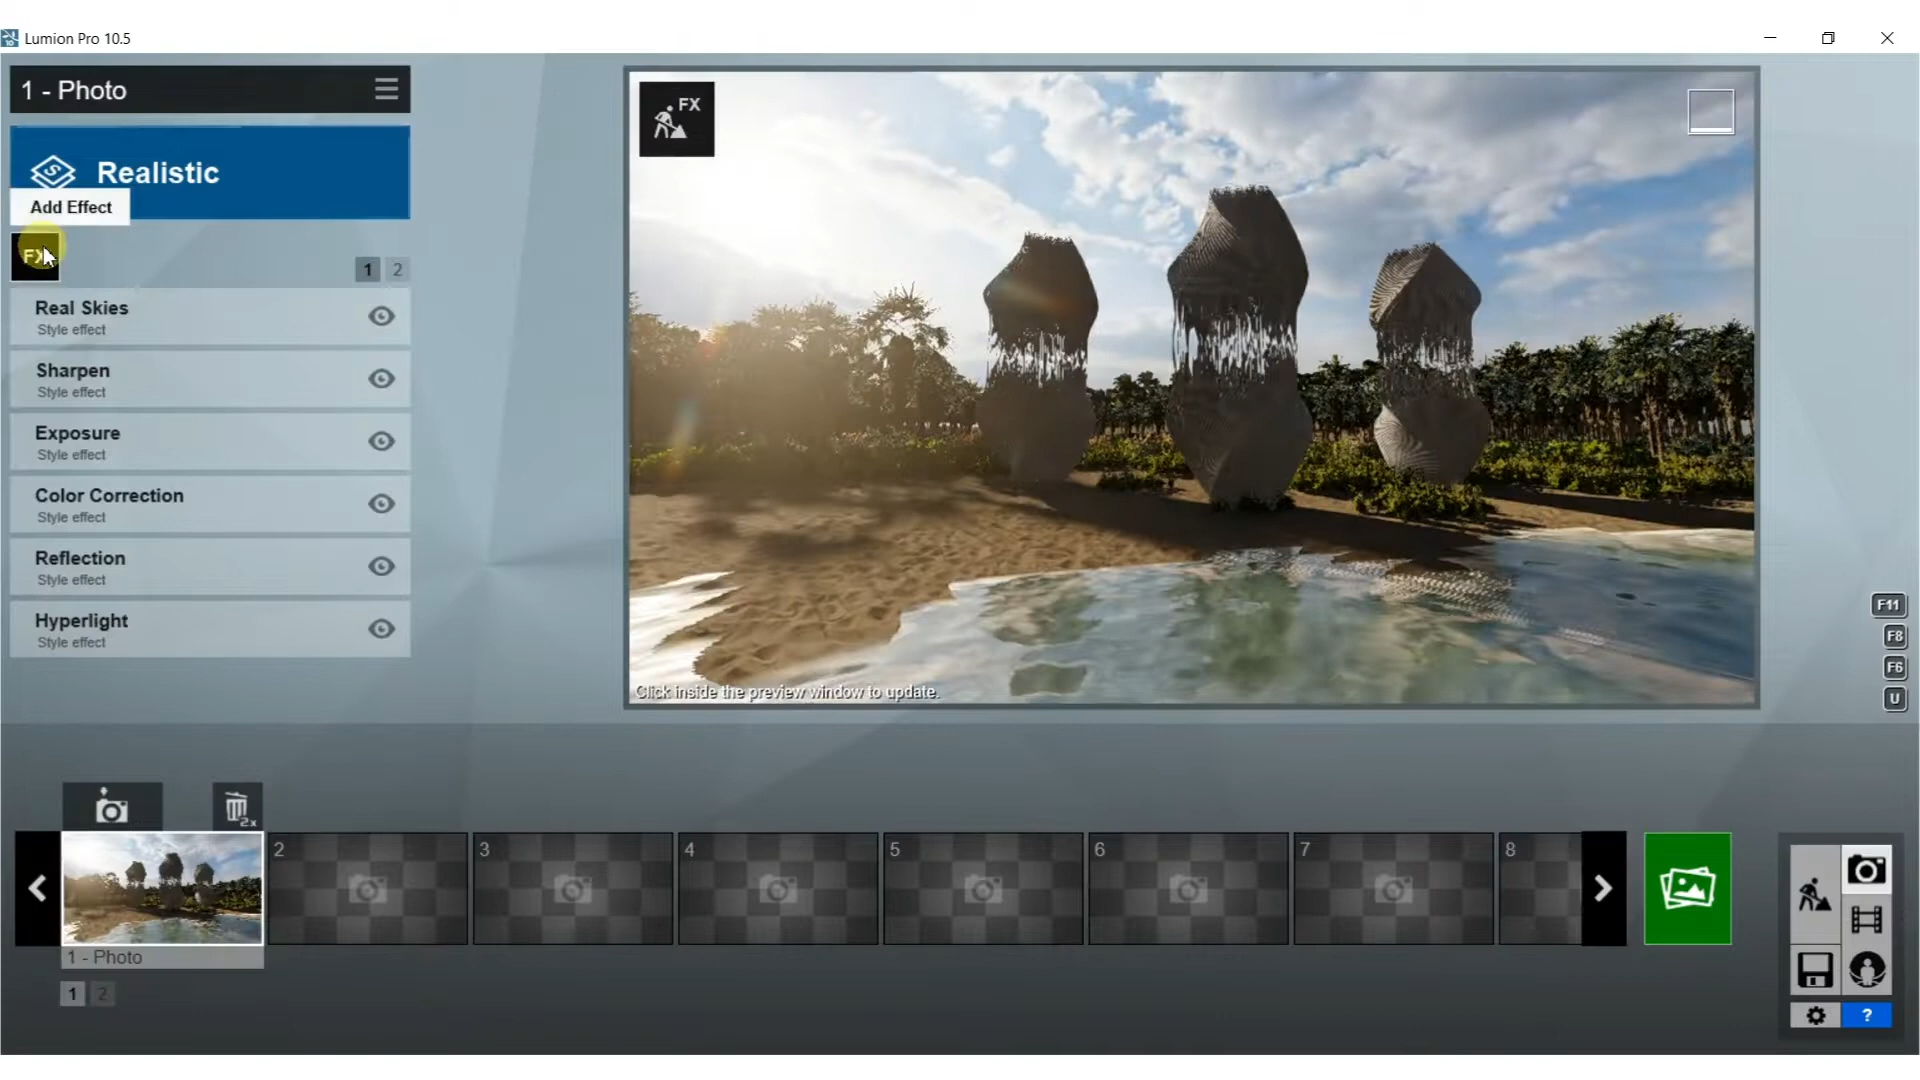 Lumion Pro 10.5
1 - Photo
Realistic
Add Effect
FX
1 2
Real Skies
Style effect
Sharpen
Style effect
Exposure
Style effect
Color Correction
Style effect
Reflection
Style effect
Hyperlight
Style effect
FX
Click inside the preview window to update.
F11
F8
F6
U
2x
2
3
4
5
6
7
8
1 - Photo
1 2
?